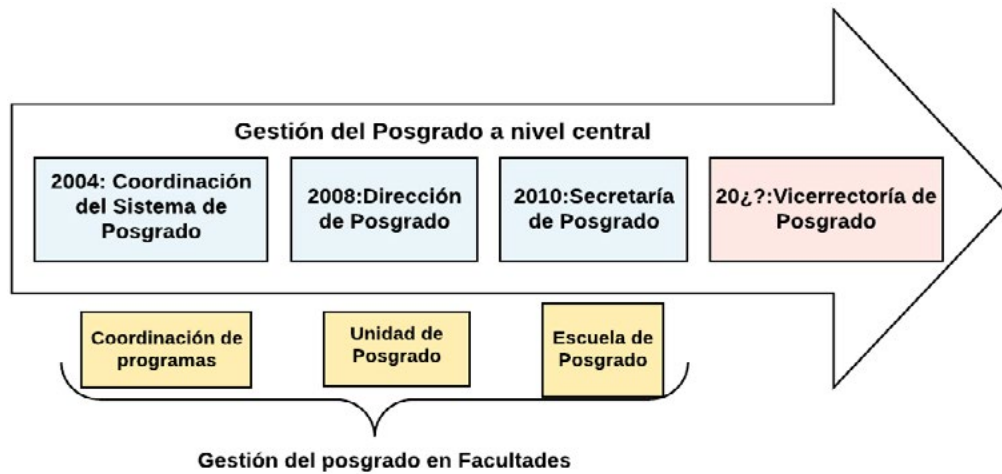 Gestión del Posgrado a nivel central
2004: Coordinación
del Sistema de
Posgrado
2008:Dirección
de Posgrado
2010:Secretaría
de Posgrado
20¿?:Vicerrectoría de
Posgrado
Coordinación de
programas
Unidad de
Posgrado
Escuela de
Posgrado
Gestión del posgrado en Facultades